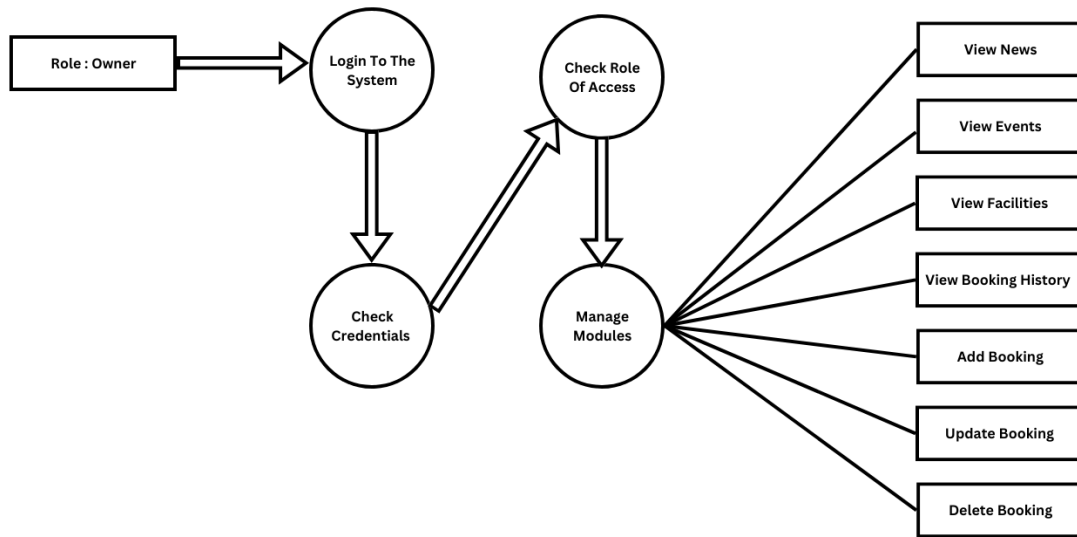 Role : Owner
Login To The
System
Check
Credentials
Check Role
Of Access
Manage
Modules
View News
View Events
View Facilities
View Booking History
Add Booking
Update Booking
Delete Booking